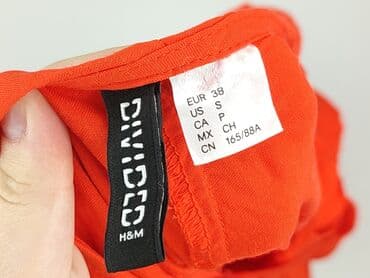 DIVIDED
H&M
EUR 38
US S
CA P
MX CH
CN 165/88A